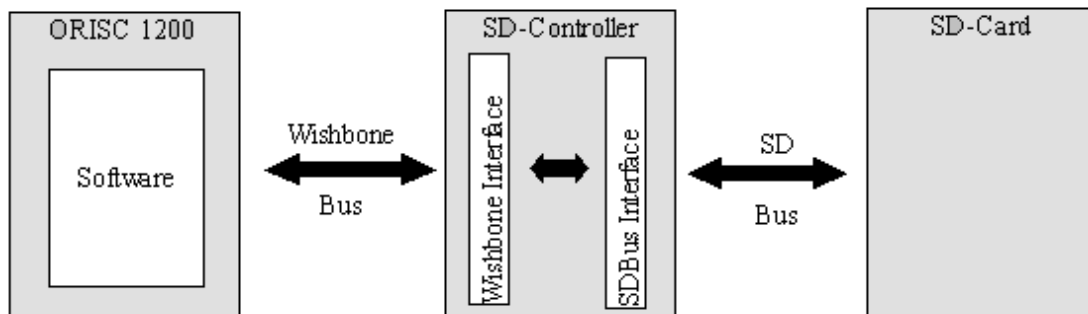 ORISC 1200
Software
Wishbone
Bus
SD-Controller
Wishbone Interface
SDBus Interface
SD
Bus
SD-Card